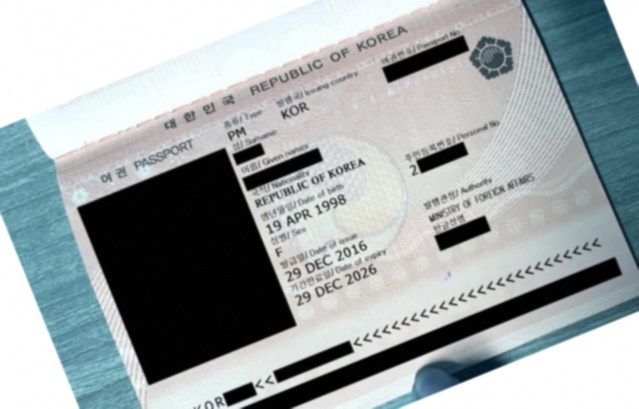 대한민국 REPUBLIC OF KOREA
여권 PASSPORT
종류/Type 발행국/Issuing country 여권번호/Passport No.
PM KOR
성/Surname
이름/Given names
국적/Nationality 주민등록번호/Personal No.
REPUBLIC OF KOREA 2
생년월일/Date of birth
19 APR 1998 발행관청/Authority
성별/Sex MINISTRY OF FOREIGN AFFAIRS
F 한글성명
발급일/Date of issue
29 DEC 2016
기간만료일/Date of expiry
29 DEC 2026